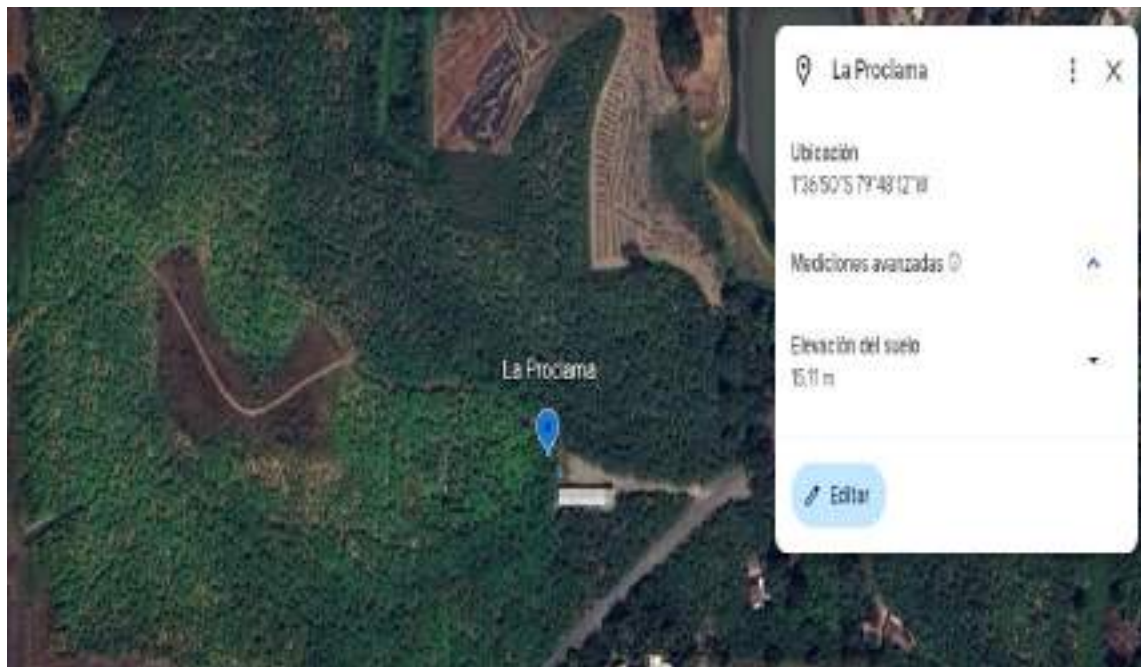 La Proclama
Ubicación
1°36'50"S 79°48'12"W
Mediciones avanzadas
Elevación del suelo
15,11 m
Editar
La Proclama